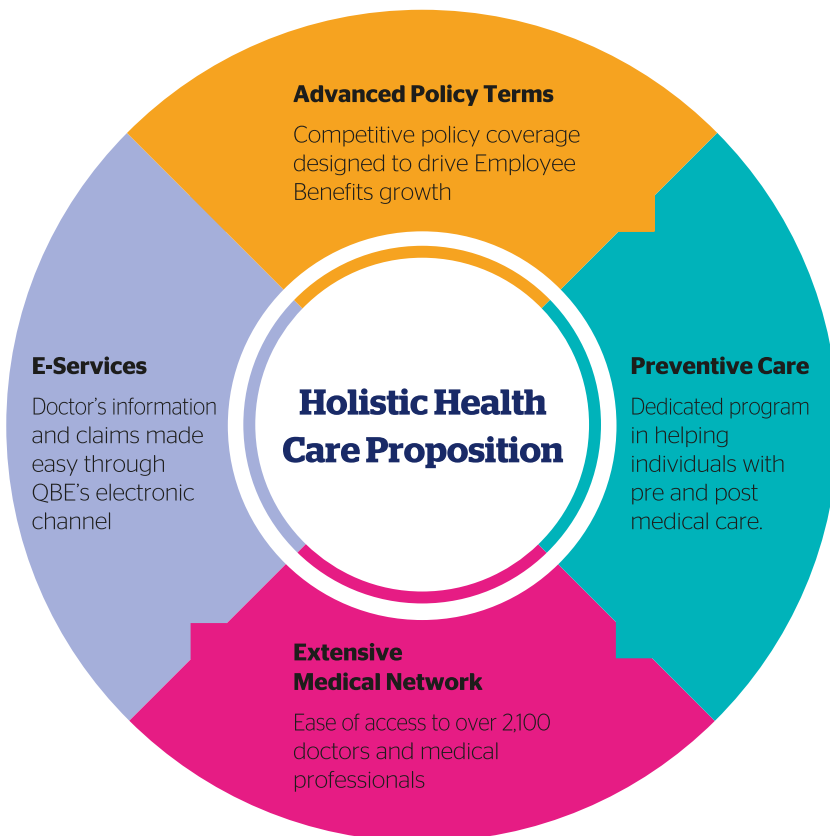 Advanced Policy Terms
Competitive policy coverage
designed to drive Employee
Benefits growth
E-Services
Doctor's information
and claims made
easy through
QBE's electronic
channel
Holistic Health
Care Proposition
Preventive Care
Dedicated program
in helping
individuals with
pre and post
medical care.
Extensive
Medical Network
Ease of access to over 2,100
doctors and medical
professionals